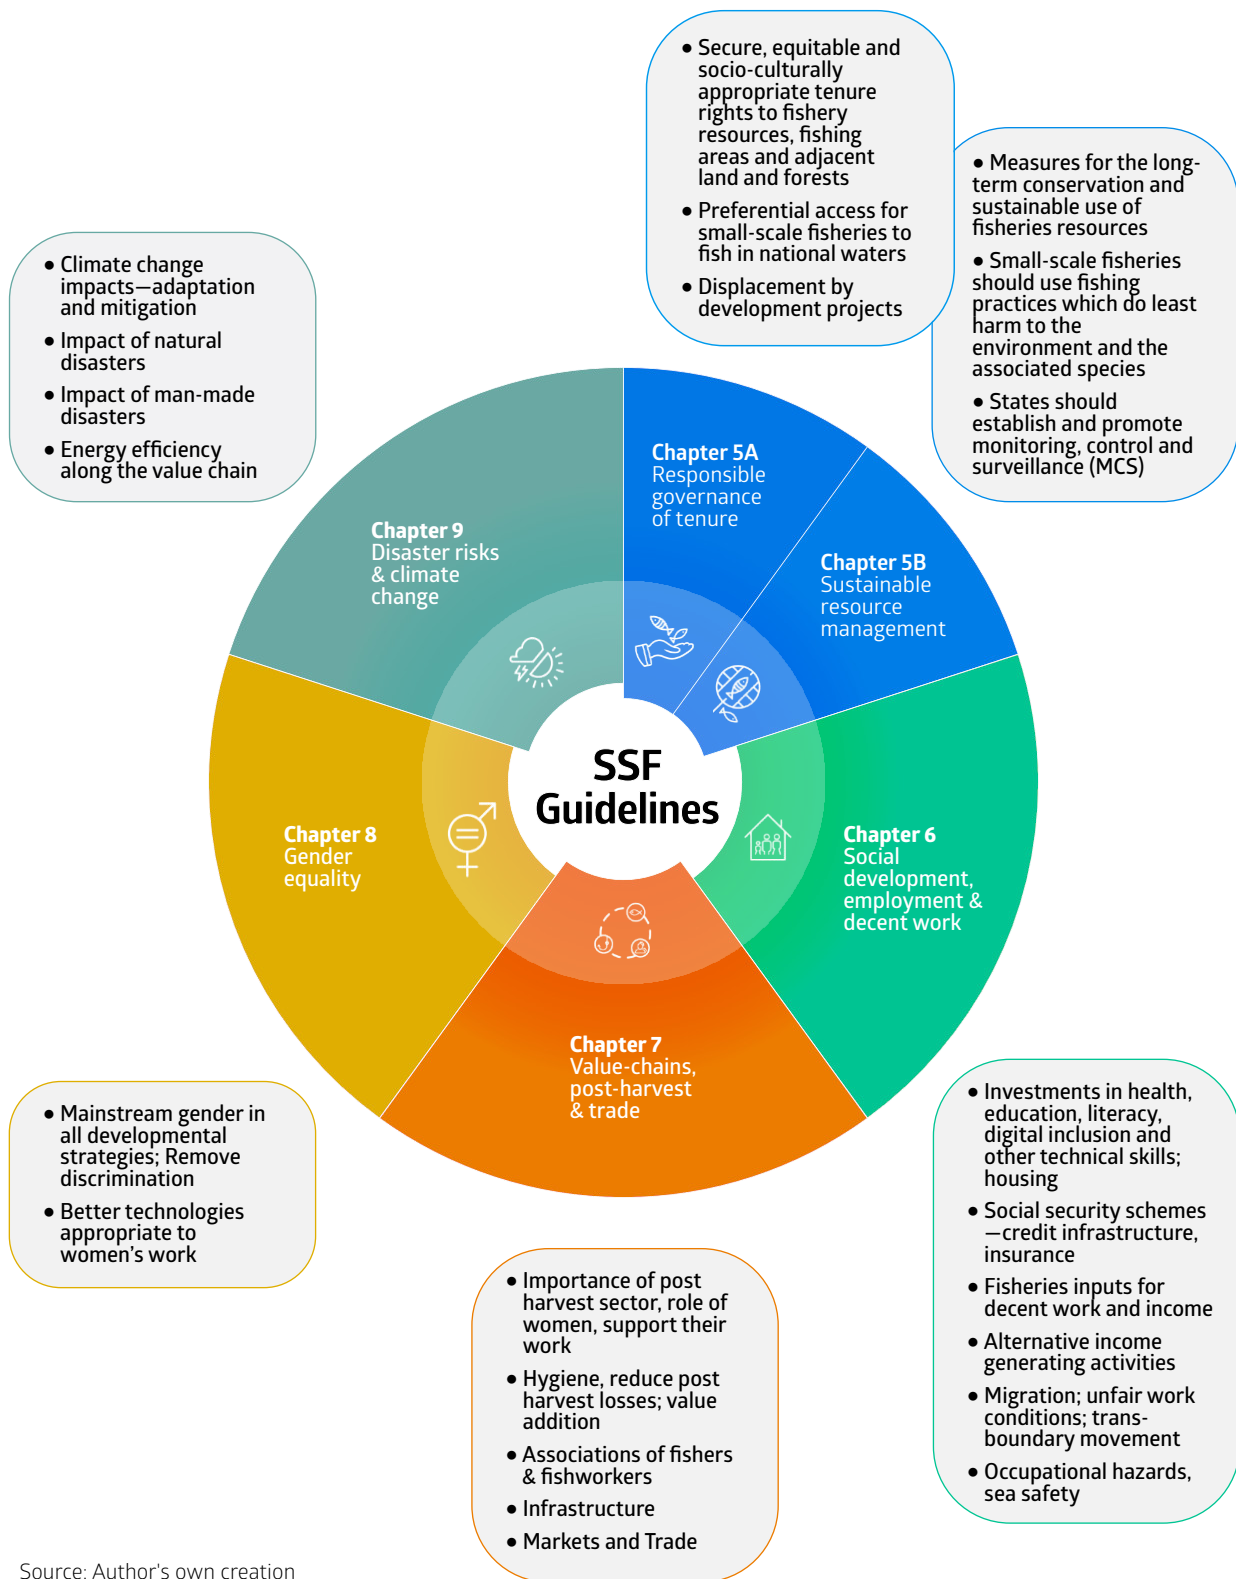 • Secure, equitable and
socio-culturally
appropriate tenure
rights to fishery
resources, fishing
areas and adjacent
land and forests
• Preferential access for
small-scale fisheries to
fish in national waters
• Displacement by
development projects
• Measures for the long-
term conservation and
sustainable use of
fisheries resources
• Small-scale fisheries
should use fishing
practices which do least
harm to the
environment and the
associated species
• States should
establish and promote
monitoring, control and
surveillance (MCS)
• Climate change
impacts—adaptation
and mitigation
• Impact of natural
disasters
• Impact of man-made
disasters
• Energy efficiency
along the value chain
Chapter 5A
Responsible
governance
of tenure
Chapter 5B
Sustainable
resource
management
Chapter 9
Disaster risks
& climate
change
SSF
Guidelines
Chapter 8
Gender
equality
Chapter 6
Social
development,
employment &
decent work
Chapter 7
Value-chains,
post-harvest
& trade
• Mainstream gender in
all developmental
strategies; Remove
discrimination
• Better technologies
appropriate to
women's work
• Investments in health,
education, literacy,
digital inclusion and
other technical skills;
housing
• Social security schemes
—credit infrastructure,
insurance
• Fisheries inputs for
decent work and income
• Alternative income
generating activities
• Migration; unfair work
conditions; trans-
boundary movement
• Occupational hazards,
sea safety
• Importance of post
harvest sector, role of
women, support their
work
• Hygiene, reduce post
harvest losses; value
addition
• Associations of fishers
& fishworkers
• Infrastructure
• Markets and Trade
Source: Author's own creation